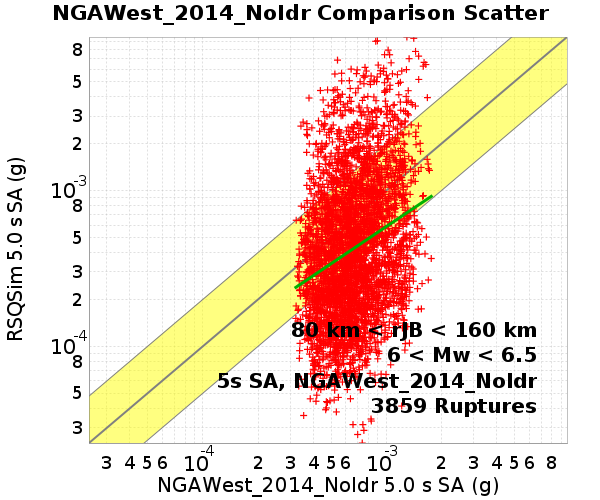 NGAWest_2014_NoIdr Comparison Scatter
8
5
3
2
10-3
8
5
3
2
10-4
8
5
3
RSQSim 5.0 s SA (g)
80 km < rJB < 160 km
6 < Mw < 6.5
5s SA, NGAWest_2014_NoIdr
3859 Ruptures
3 4 5 6 10-4 2 3 4 5 6 10-3 2 3 4 5 6 8
NGAWest_2014_NoIdr 5.0 s SA (g)